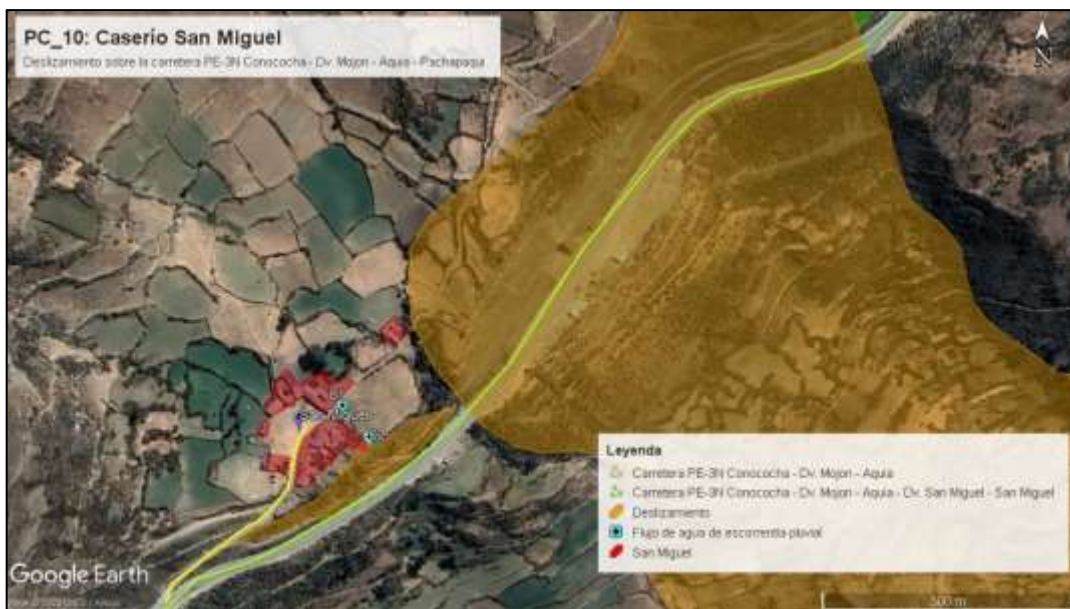 PC_10: Caserio San Miguel
Deslizamiento sobre la carretera PE-3N Conococha - Dv. Mojon - Aquia - Pachapaqui
N
Leyenda
Carretera PE-3N Conococha - Dv. Mojon - Aquia
Carretera PE-3N Conococha - Dv. Mojon - Aquia - Dv. San Miguel - San Miguel
Deslizamiento
Flujo de agua de escorrentia pluvial
San Miguel
Google Earth
300 m